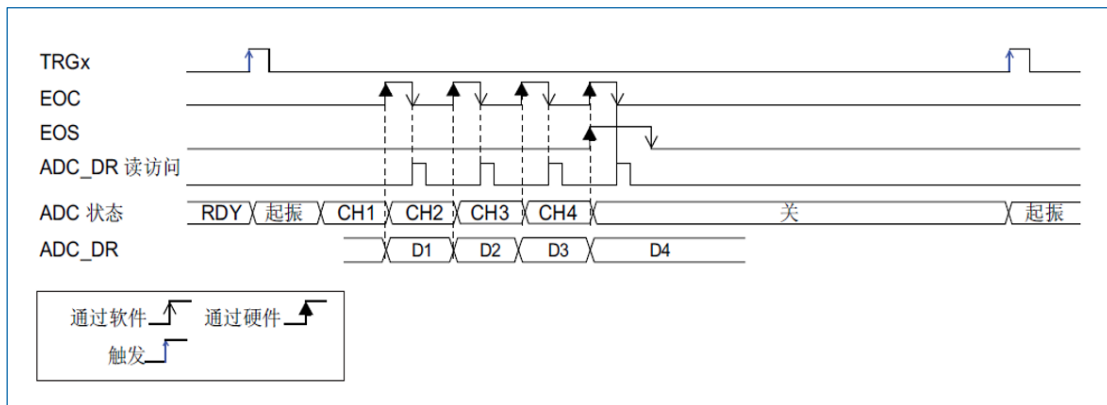 TRGx
EOC
EOS
ADC_DR 读访问
ADC 状态 RDY 起振 CH1 CH2 CH3 CH4 关 起振
ADC_DR D1 D2 D3 D4
通过软件 通过硬件
触发